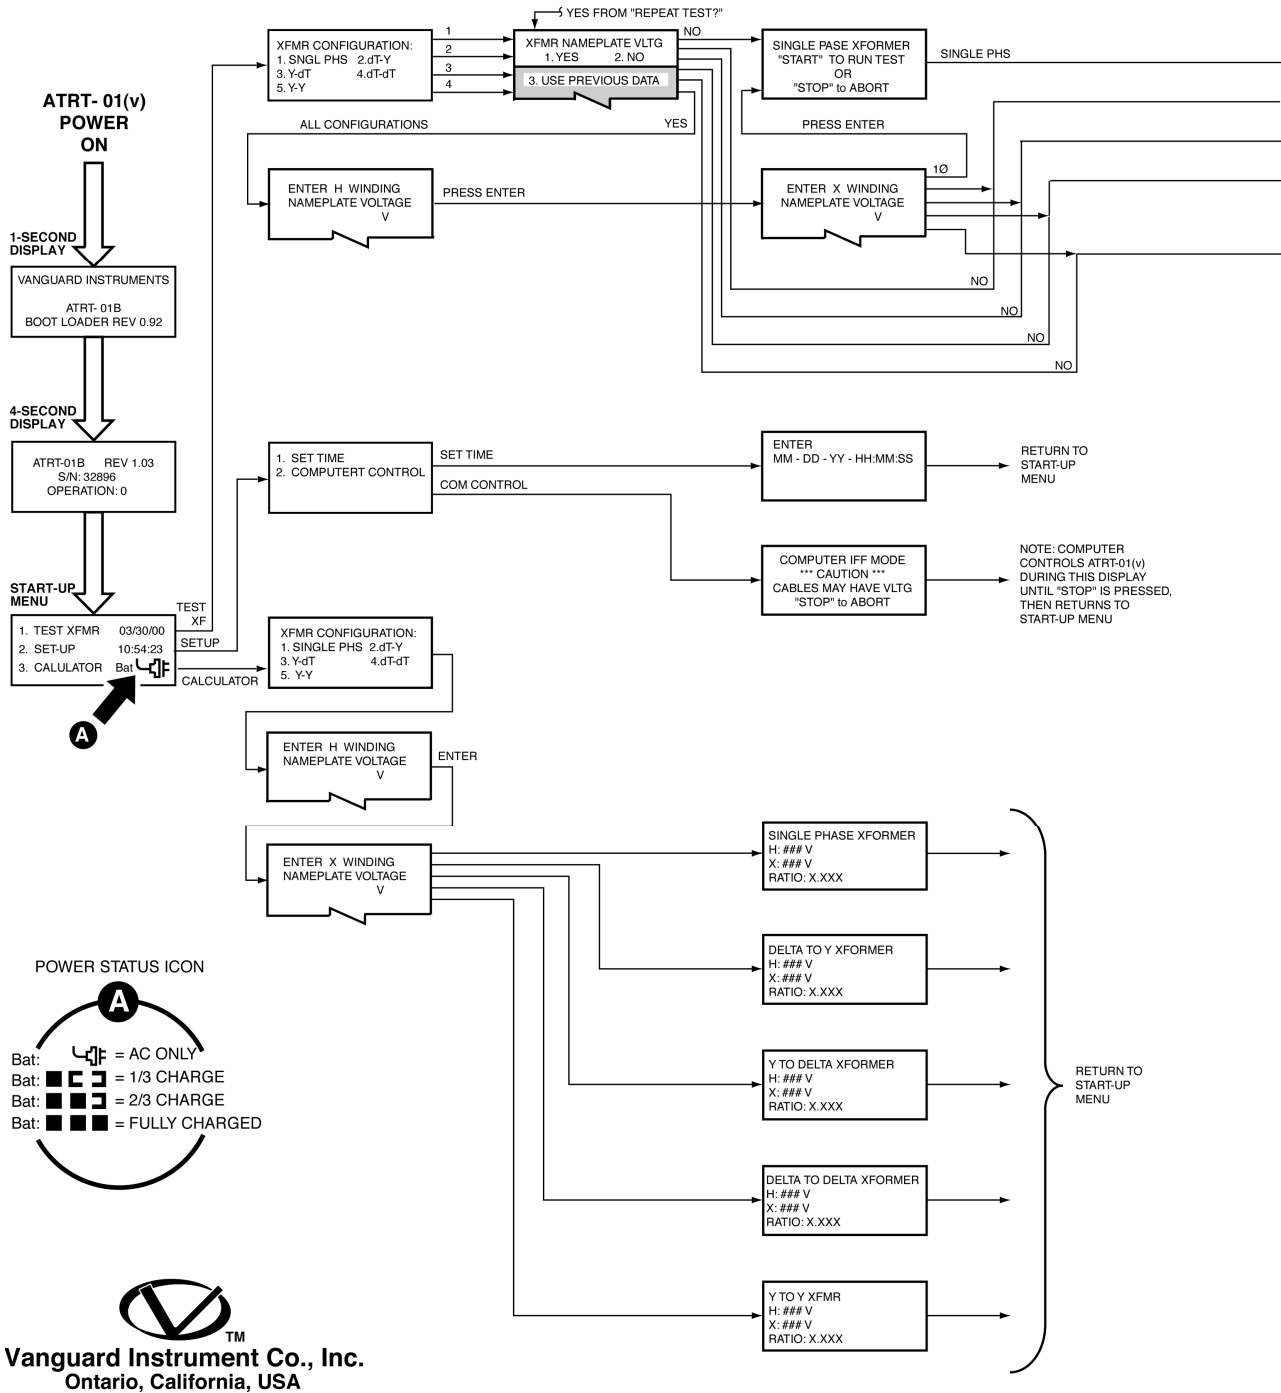 YES FROM "REPEAT TEST?"
XFMR CONFIGURATION:
1. SNGL PHS 2.dT-Y
3. Y-dT 4.dT-dT
5. Y-Y
1
2
3
4
XFMR NAMEPLATE VLTG
1. YES 2. NO
3. USE PREVIOUS DATA
NO
YES
SINGLE PASE XFORMER
"START" TO RUN TEST
OR
"STOP" to ABORT
SINGLE PHS
ATRT- 01(v)
POWER
ON
ALL CONFIGURATIONS
PRESS ENTER
ENTER H WINDING
NAMEPLATE VOLTAGE
V
PRESS ENTER
ENTER X WINDING
NAMEPLATE VOLTAGE
V
1Ø
NO
NO
NO
NO
1-SECOND
DISPLAY
VANGUARD INSTRUMENTS
ATRT- 01B
BOOT LOADER REV 0.92
4-SECOND
DISPLAY
ATRT-01B REV 1.03
S/N: 32896
OPERATION: 0
1. SET TIME
2. COMPUTERT CONTROL
SET TIME
COM CONTROL
ENTER
MM - DD - YY - HH:MM:SS
RETURN TO
START-UP
MENU
COMPUTER IFF MODE
*** CAUTION ***
CABLES MAY HAVE VLTG
"STOP" to ABORT
NOTE: COMPUTER
CONTROLS ATRT-01(v)
DURING THIS DISPLAY
UNTIL "STOP" IS PRESSED,
THEN RETURNS TO
START-UP MENU
START-UP
MENU
TEST
XF
1. TEST XFMR 03/30/00
2. SET-UP 10:54:23
3. CALULATOR Bat
SETUP
CALCULATOR
A
XFMR CONFIGURATION:
1. SINGLE PHS 2.dT-Y
3. Y-dT 4.dT-dT
5. Y-Y
ENTER H WINDING
NAMEPLATE VOLTAGE
V
ENTER
ENTER X WINDING
NAMEPLATE VOLTAGE
V
SINGLE PHASE XFORMER
H: ### V
X: ### V
RATIO: X.XXX
DELTA TO Y XFORMER
H: ### V
X: ### V
RATIO: X.XXX
Y TO DELTA XFORMER
H: ### V
X: ### V
RATIO: X.XXX
DELTA TO DELTA XFORMER
H: ### V
X: ### V
RATIO: X.XXX
Y TO Y XFMR
H: ### V
X: ### V
RATIO: X.XXX
RETURN TO
START-UP
MENU
POWER STATUS ICON
A
Bat: = AC ONLY
Bat: = 1/3 CHARGE
Bat: = 2/3 CHARGE
Bat: = FULLY CHARGED
TM
Vanguard Instrument Co., Inc.
Ontario, California, USA